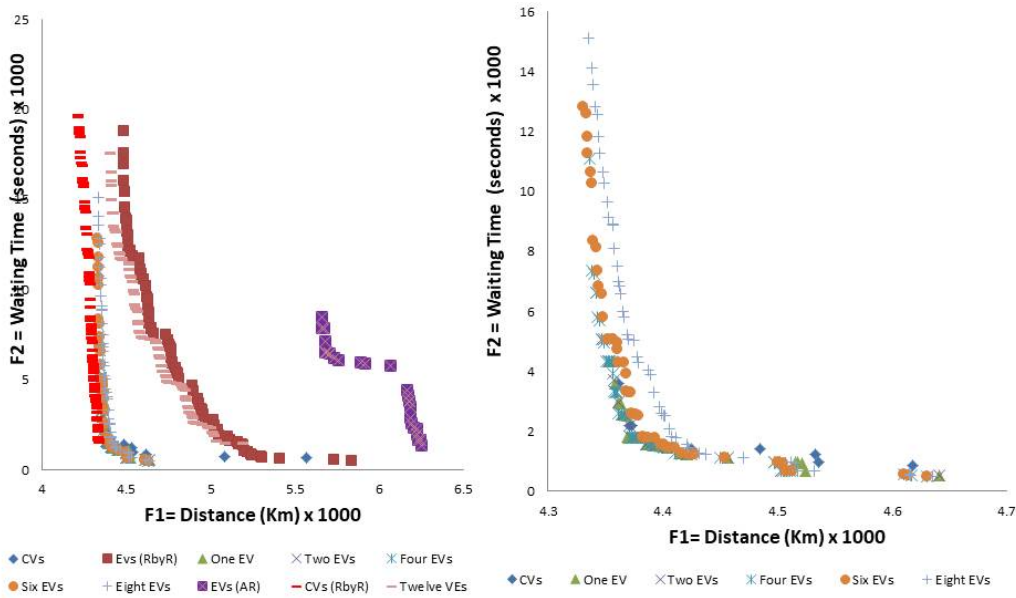 25
20
15
10
5
0
F2 = Waiting Time (seconds) x 1000
4 4.5 5 5.5 6 6.5
F1= Distance (Km) x 1000
CVs Evs (RbyR) One EV Two EVs Four EVs
Six EVs Eight EVs EVs (AR) CVs (RbyR) Twelve VEs
16
14
12
10
8
6
4
2
0
F2 = Waiting Time (seconds) x 1000
4.3 4.4 4.5 4.6 4.7
F1= Distance (Km) x 1000
CVs One EV Two EVs Four EVs Six EVs Eight EVs